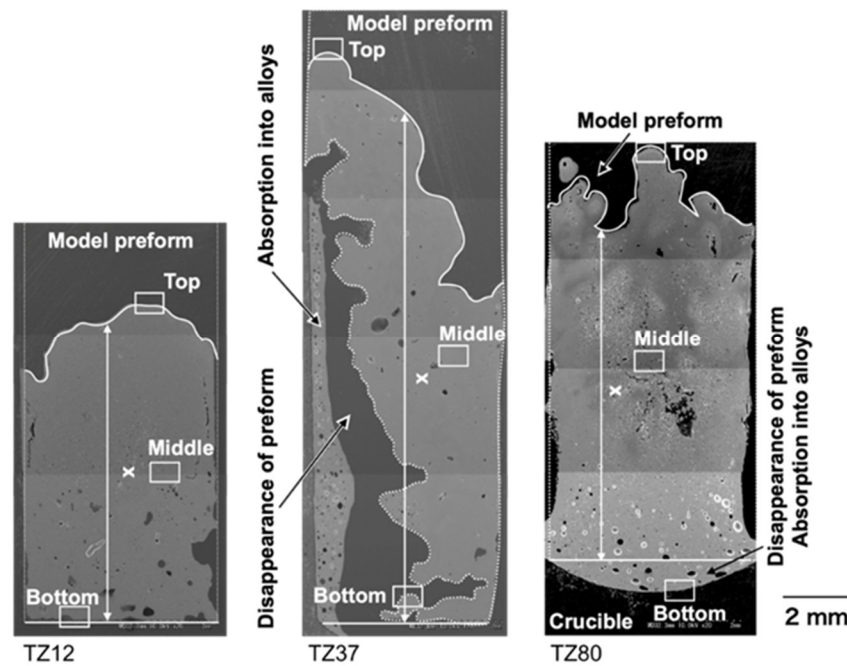 Model preform
Top
Middle
Bottom
TZ12
Absorption into alloys
Disappearance of preform
Model preform
Top
Middle
TZ37
Bottom
Model preform
Top
Middle
Disappearance of preform
Absorption into alloys
Crucible
Bottom
TZ80
2 mm